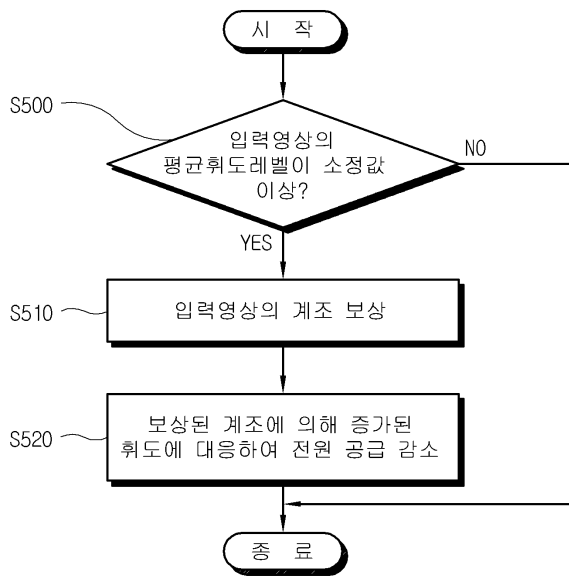 시 작
S500
입력영상의
평균휘도레벨이 소정값
이상?
NO
YES
S510
입력영상의 계조 보상
S520
보상된 계조에 의해 증가된
휘도에 대응하여 전원 공급 감소
종 료